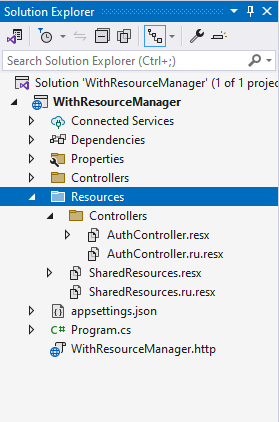 Solution Explorer
Search Solution Explorer (Ctrl+;)
Solution 'WithResourceManager' (1 of 1 proje
WithResourceManager
Connected Services
Dependencies
Properties
Controllers
Resources
Controllers
AuthController.resx
AuthController.ru.resx
SharedResources.resx
SharedResources.ru.resx
appsettings.json
C# Program.cs
WithResourceManager.http